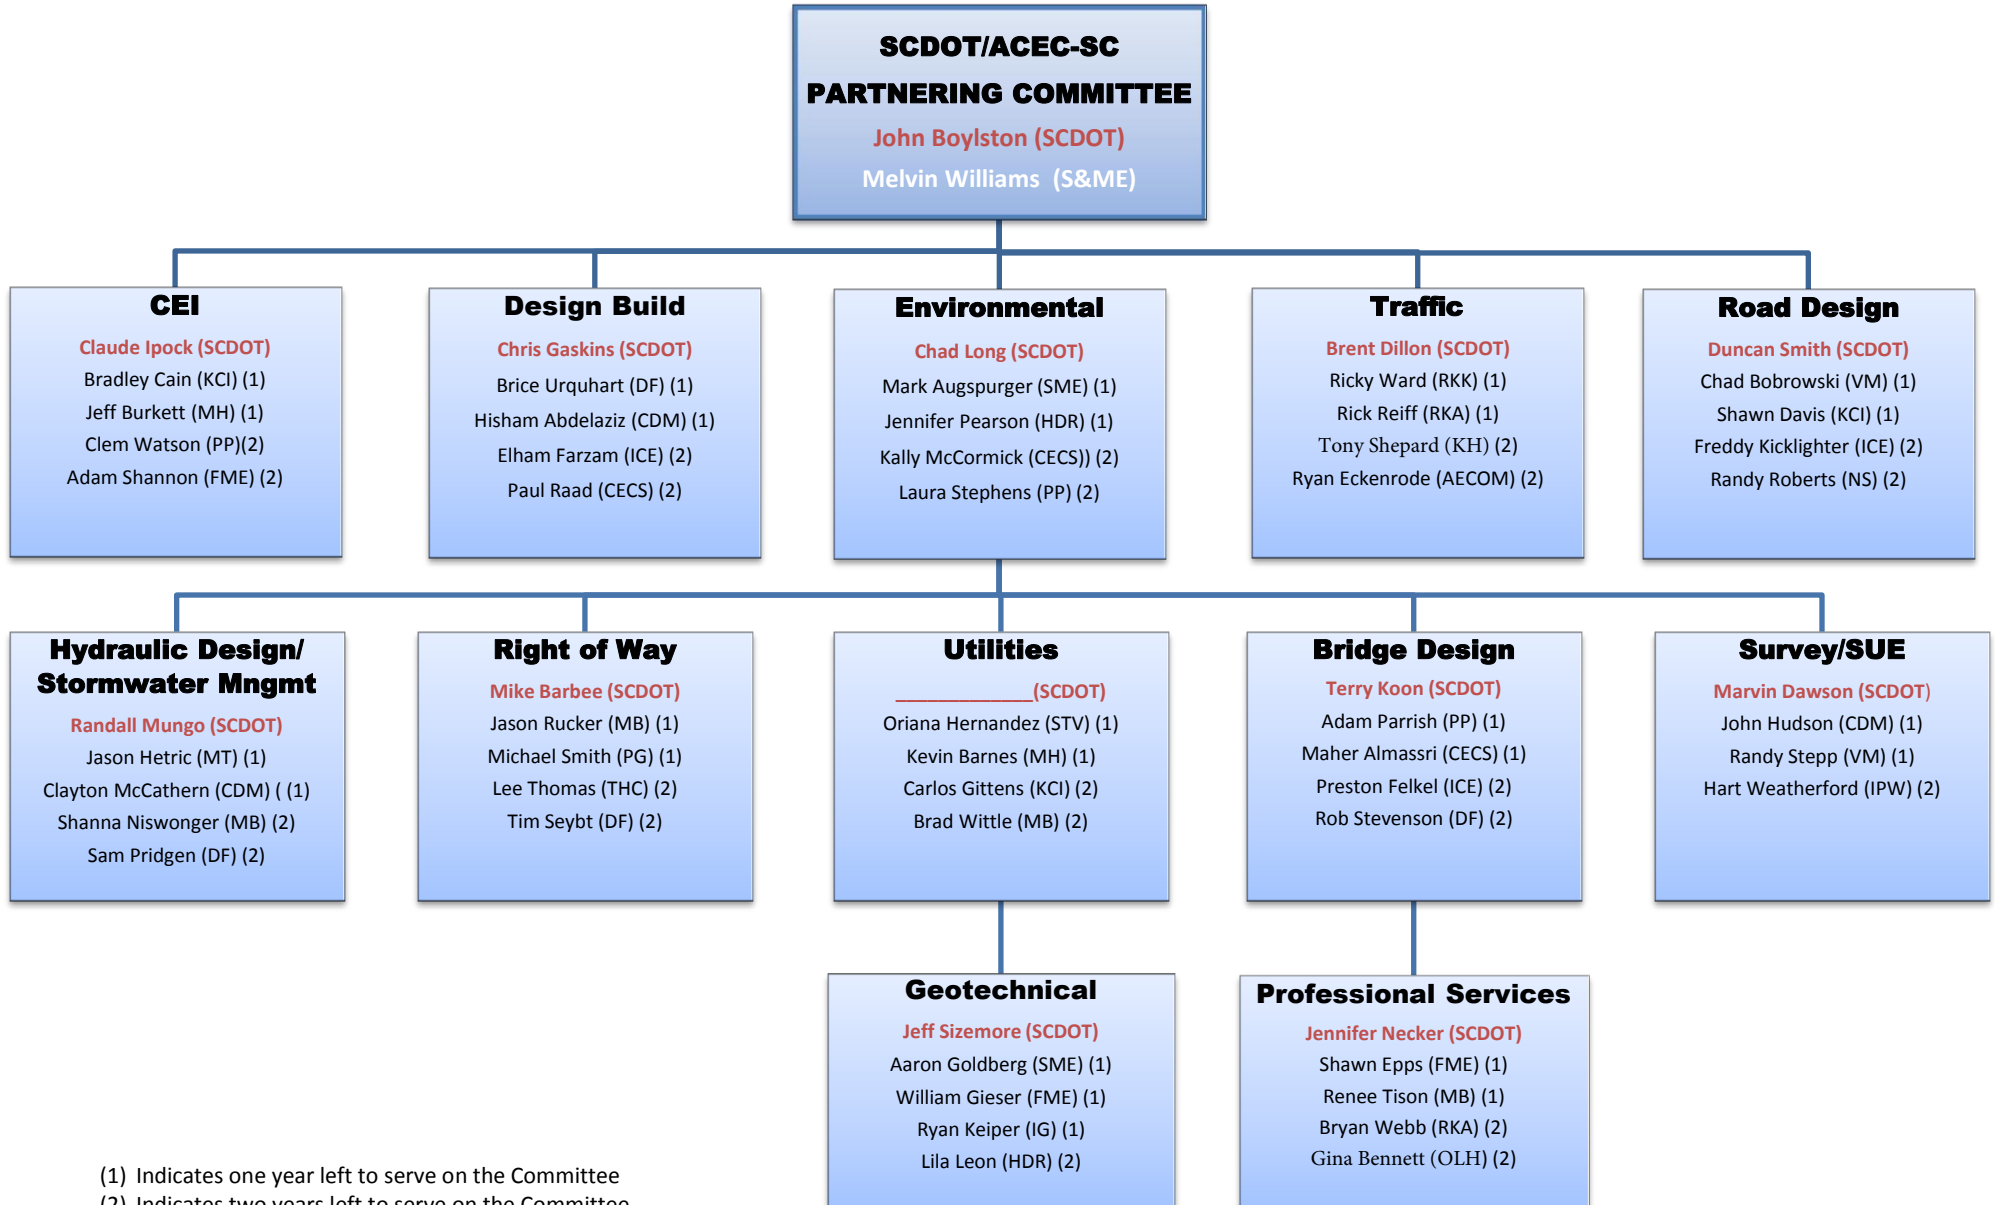 SCDOT/ACEC-SC
PARTNERING COMMITTEE
John Boylston (SCDOT)
Melvin Williams (S&ME)
CEI
Claude Ipock (SCDOT)
Bradley Cain (KCI) (1)
Jeff Burkett (MH) (1)
Clem Watson (PP)(2)
Adam Shannon (FME) (2)
Design Build
Chris Gaskins (SCDOT)
Brice Urquhart (DF) (1)
Hisham Abdelaziz (CDM) (1)
Elham Farzam (ICE) (2)
Paul Raad (CECS) (2)
Environmental
Chad Long (SCDOT)
Mark Augspurger (SME) (1)
Jennifer Pearson (HDR) (1)
Kally McCormick (CECS)) (2)
Laura Stephens (PP) (2)
Traffic
Brent Dillon (SCDOT)
Ricky Ward (RKK) (1)
Rick Reiff (RKA) (1)
Tony Shepard (KH) (2)
Ryan Eckenrode (AECOM) (2)
Road Design
Duncan Smith (SCDOT)
Chad Bobrowski (VM) (1)
Shawn Davis (KCI) (1)
Freddy Kicklighter (ICE) (2)
Randy Roberts (NS) (2)
Hydraulic Design/
Stormwater Mngmt
Randall Mungo (SCDOT)
Jason Hetric (MT) (1)
Clayton McCathern (CDM) ( (1)
Shanna Niswonger (MB) (2)
Sam Pridgen (DF) (2)
Right of Way
Mike Barbee (SCDOT)
Jason Rucker (MB) (1)
Michael Smith (PG) (1)
Lee Thomas (THC) (2)
Tim Seybt (DF) (2)
Utilities
_____________(SCDOT)
Oriana Hernandez (STV) (1)
Kevin Barnes (MH) (1)
Carlos Gittens (KCI) (2)
Brad Wittle (MB) (2)
Bridge Design
Terry Koon (SCDOT)
Adam Parrish (PP) (1)
Maher Almassri (CECS) (1)
Preston Felkel (ICE) (2)
Rob Stevenson (DF) (2)
Survey/SUE
Marvin Dawson (SCDOT)
John Hudson (CDM) (1)
Randy Stepp (VM) (1)
Hart Weatherford (IPW) (2)
Geotechnical
Jeff Sizemore (SCDOT)
Aaron Goldberg (SME) (1)
William Gieser (FME) (1)
Ryan Keiper (IG) (1)
Lila Leon (HDR) (2)
Professional Services
Jennifer Necker (SCDOT)
Shawn Epps (FME) (1)
Renee Tison (MB) (1)
Bryan Webb (RKA) (2)
Gina Bennett (OLH) (2)
(1) Indicates one year left to serve on the Committee
(2) Indicates two years left to serve on the Committee